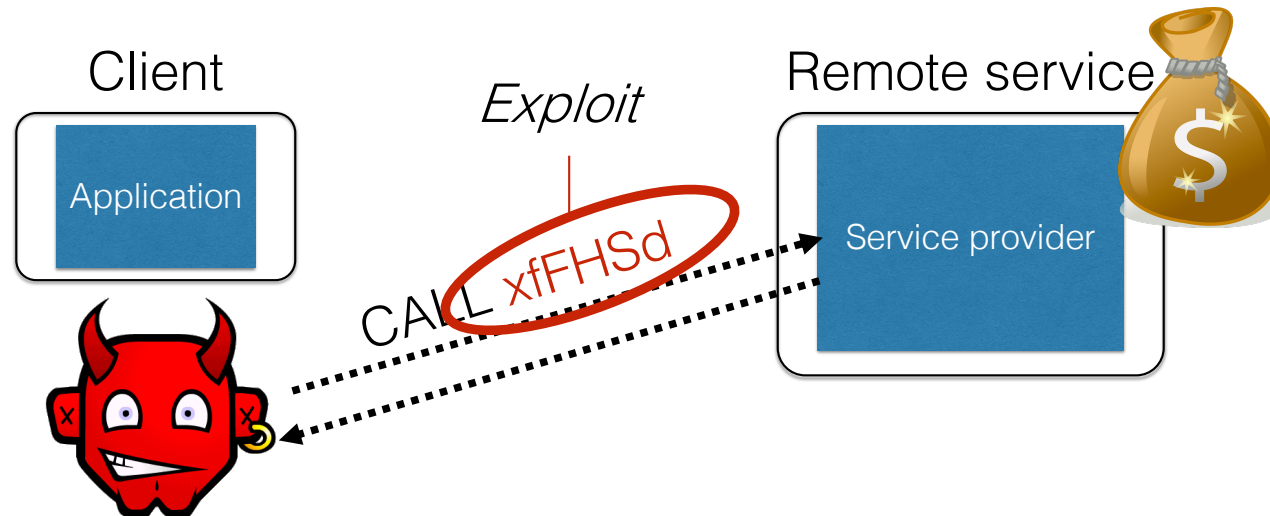 Client
Exploit
Remote service
$
Application
Service provider
CALL xfFHSd
x
x